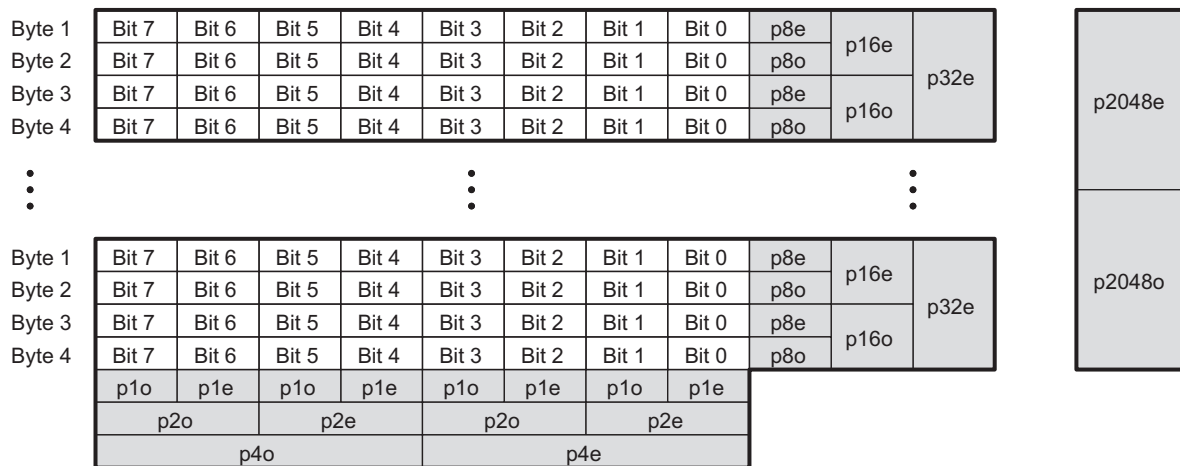 Byte 1 Bit 7 Bit 6 Bit 5 Bit 4 Bit 3 Bit 2 Bit 1 Bit 0 p8e p16e p32e p2048e
Byte 2 Bit 7 Bit 6 Bit 5 Bit 4 Bit 3 Bit 2 Bit 1 Bit 0 p8o
Byte 3 Bit 7 Bit 6 Bit 5 Bit 4 Bit 3 Bit 2 Bit 1 Bit 0 p8e p16o
Byte 4 Bit 7 Bit 6 Bit 5 Bit 4 Bit 3 Bit 2 Bit 1 Bit 0 p8o
Byte 1 Bit 7 Bit 6 Bit 5 Bit 4 Bit 3 Bit 2 Bit 1 Bit 0 p8e p16e p32e p2048o
Byte 2 Bit 7 Bit 6 Bit 5 Bit 4 Bit 3 Bit 2 Bit 1 Bit 0 p8o
Byte 3 Bit 7 Bit 6 Bit 5 Bit 4 Bit 3 Bit 2 Bit 1 Bit 0 p8e p16o
Byte 4 Bit 7 Bit 6 Bit 5 Bit 4 Bit 3 Bit 2 Bit 1 Bit 0 p8o
p1o p1e p1o p1e p1o p1e p1o p1e
p2o p2e p2o p2e
p4o p4e